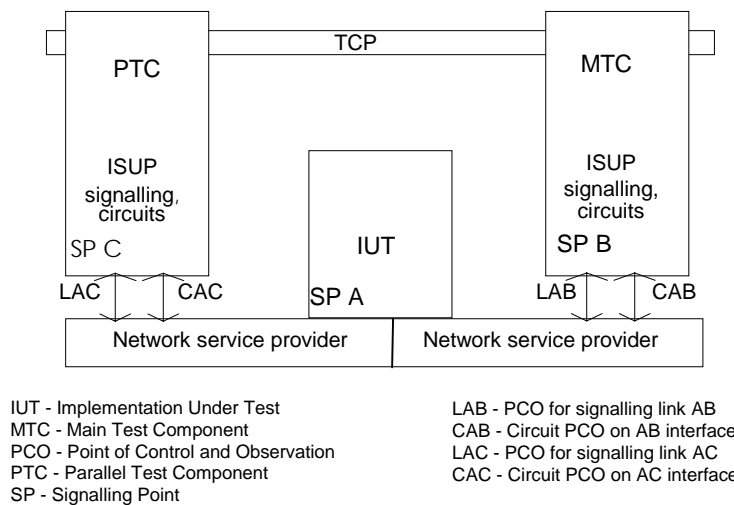 TCP
PTC
MTC
ISUP
signalling,
circuits
SP C
IUT
SP A
ISUP
signalling,
circuits
SP B
LAC
CAC
LAB
CAB
Network service provider
Network service provider
IUT - Implementation Under Test
MTC - Main Test Component
PCO - Point of Control and Observation
PTC - Parallel Test Component
SP - Signalling Point
LAB - PCO for signalling link AB
CAB - Circuit PCO on AB interface
LAC - PCO for signalling link AC
CAC - Circuit PCO on AC interface